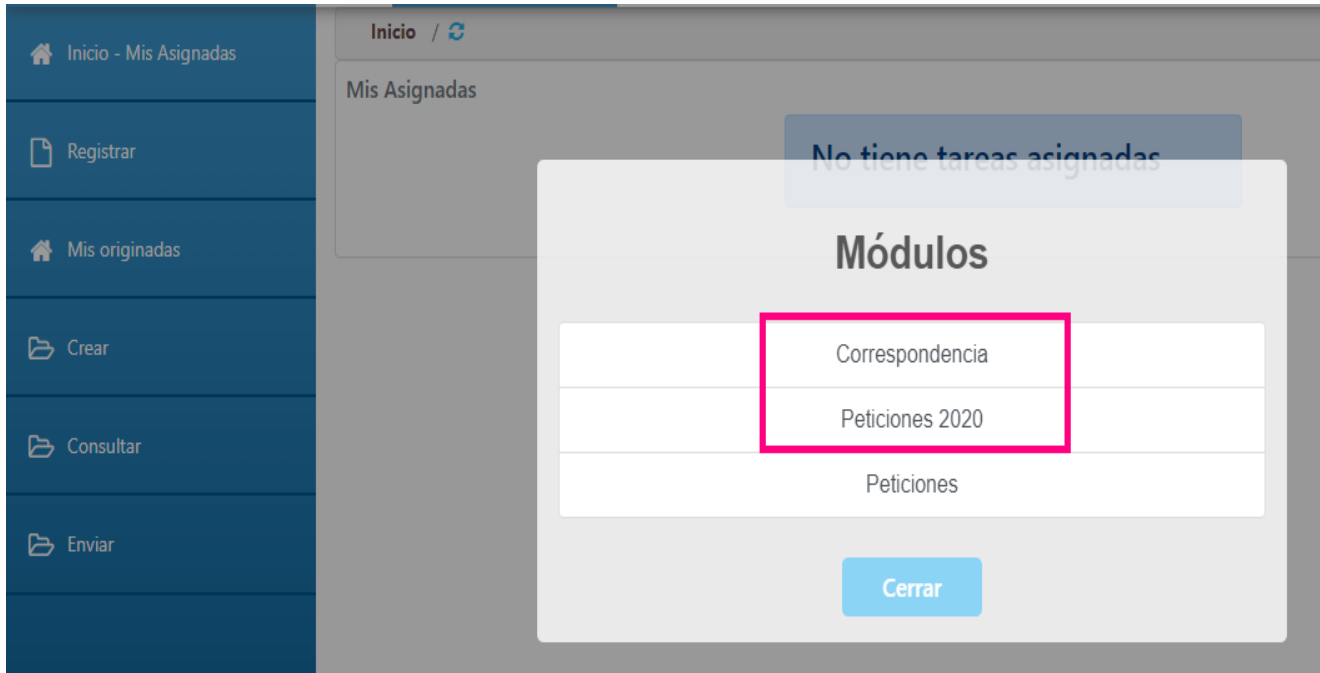 Inicio - Mis Asignadas
Registrar
Mis originadas
Crear
Consultar
Enviar
Inicio /
Mis Asignadas
No tiene tareas asignadas
Módulos
Correspondencia
Peticiones 2020
Peticiones
Cerrar